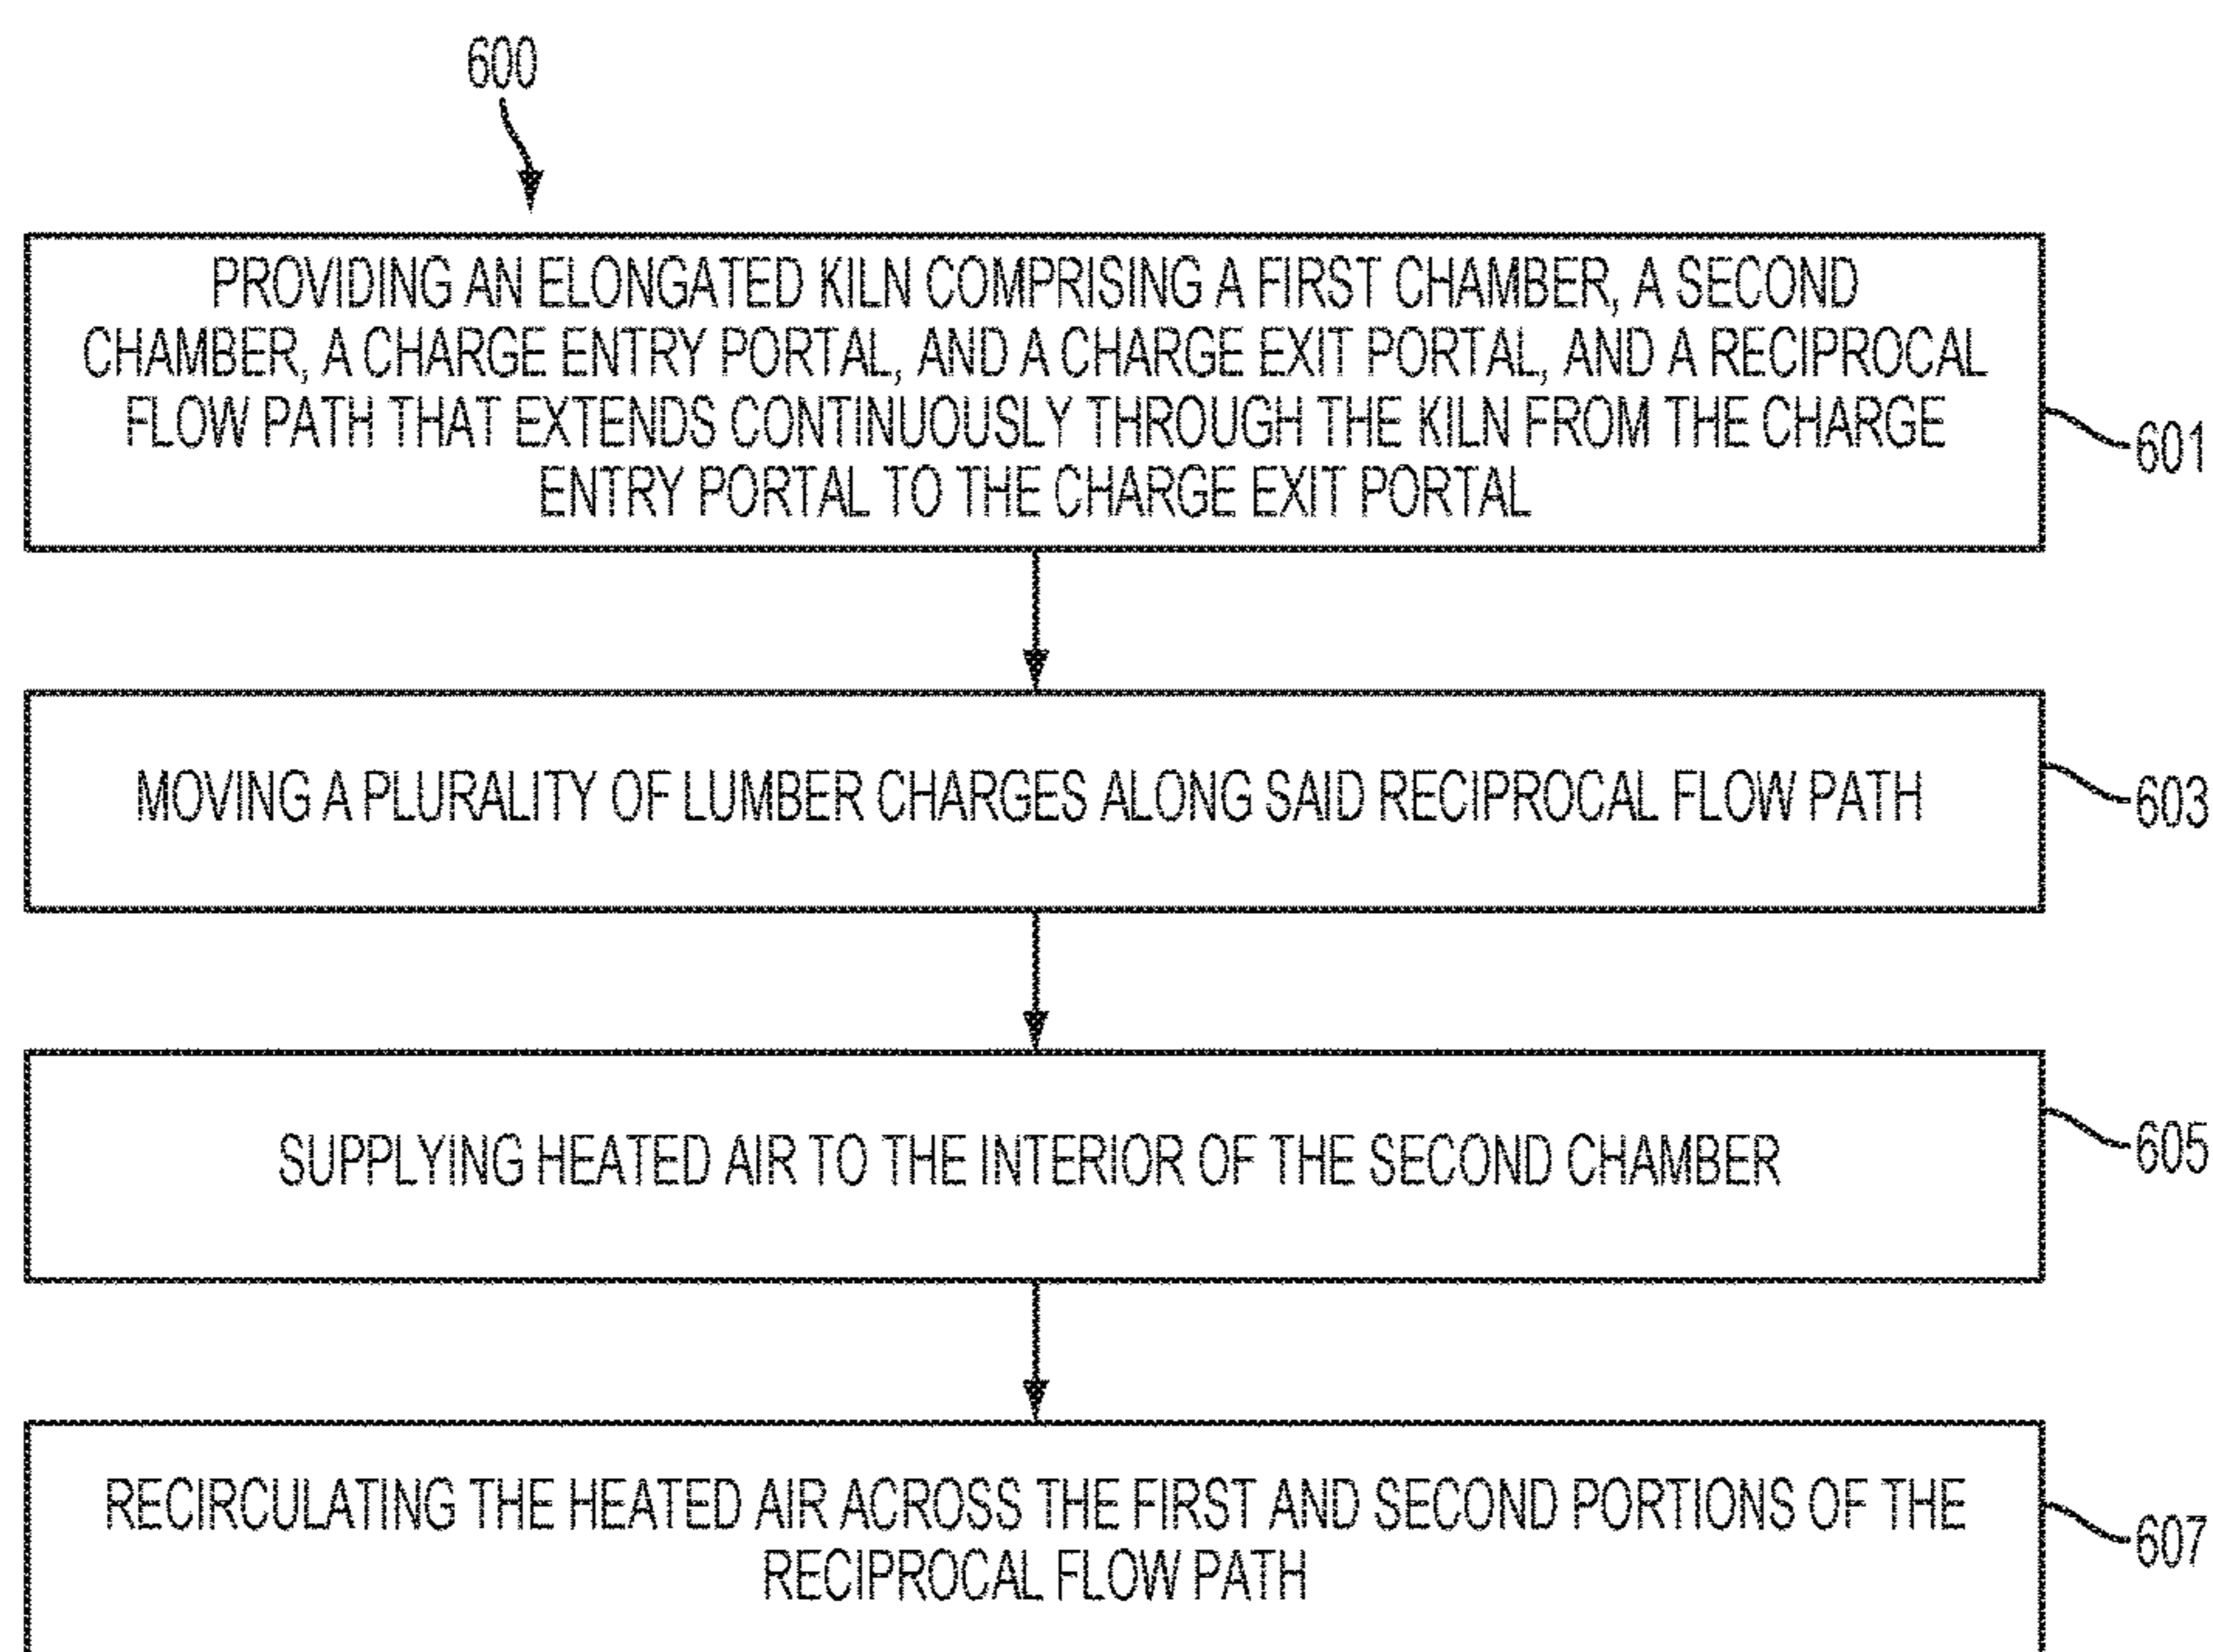 600
PROVIDING AN ELONGATED KILN COMPRISING A FIRST CHAMBER, A SECOND
CHAMBER, A CHARGE ENTRY PORTAL, AND A CHARGE EXIT PORTAL, AND A RECIPROCAL
FLOW PATH THAT EXTENDS CONTINUOUSLY THROUGH THE KILN FROM THE CHARGE
ENTRY PORTAL TO THE CHARGE EXIT PORTAL
601
MOVING A PLURALITY OF LUMBER CHARGES ALONG SAID RECIPROCAL FLOW PATH
603
SUPPLYING HEATED AIR TO THE INTERIOR OF THE SECOND CHAMBER
605
RECIRCULATING THE HEATED AIR ACROSS THE FIRST AND SECOND PORTIONS OF THE
RECIPROCAL FLOW PATH
607